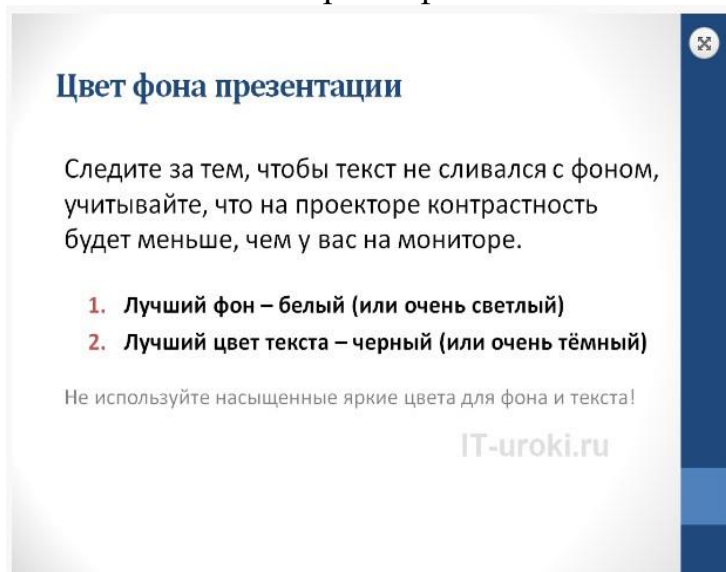 Цвет фона презентации
Следите за тем, чтобы текст не сливался с фоном,
учитывайте, что на проекторе контрастность
будет меньше, чем у вас на мониторе.
1. Лучший фон – белый (или очень светлый)
2. Лучший цвет текста – черный (или очень тёмный)
Не используйте насыщенные яркие цвета для фона и текста!
IT-uroki.ru